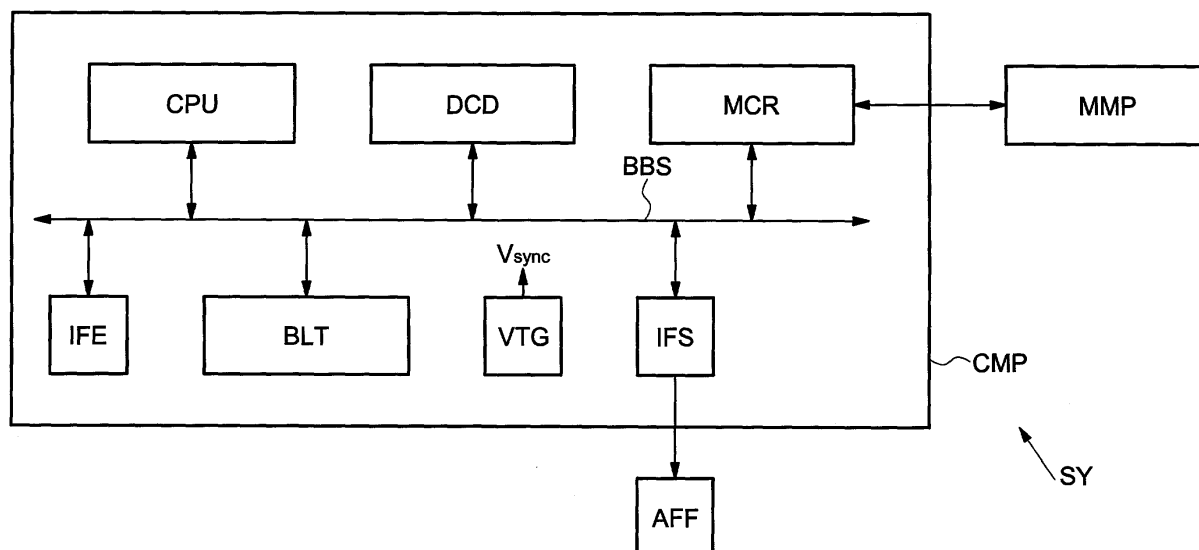 CPU
DCD
MCR
MMP
BBS
Vsync
IFE
BLT
VTG
IFS
CMP
SY
AFF